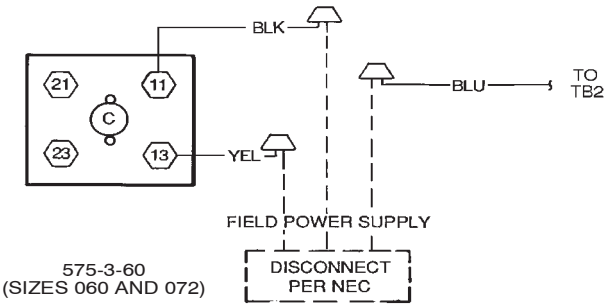 BLK
21
11
TO
BLU
TB2
C
23
13
YEL
FIELD POWER SUPPLY
575-3-60
DISCONNECT
(SIZES 060 AND 072)
PER NEC